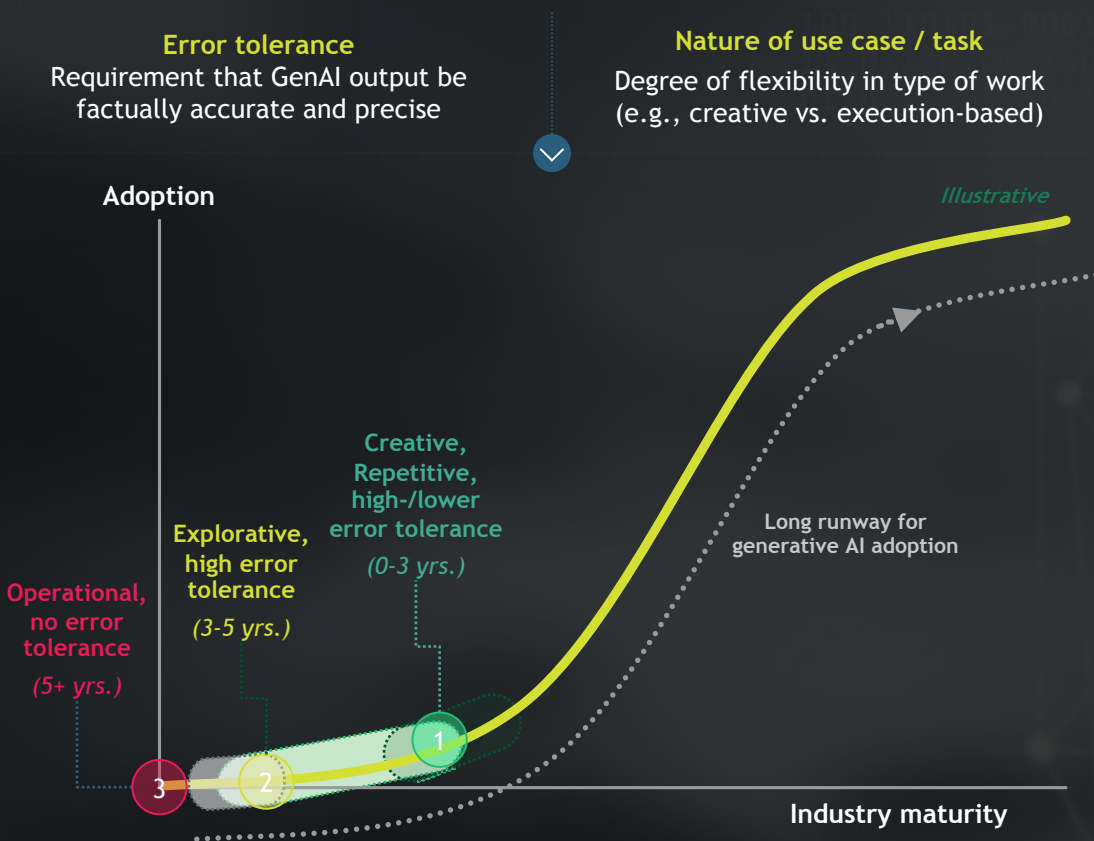 Error tolerance
Requirement that GenAI output be
factually accurate and precise
Nature of use case / task
Degree of flexibility in type of work
(e.g., creative vs. execution-based)
Adoption
Illustrative
Creative,
Repetitive,
high-/lower
error tolerance
(0-3 yrs.)
Explorative,
high error
tolerance
(3-5 yrs.)
Operational,
no error
tolerance
(5+ yrs.)
Long runway for
generative AI adoption
1
2
3
Industry maturity